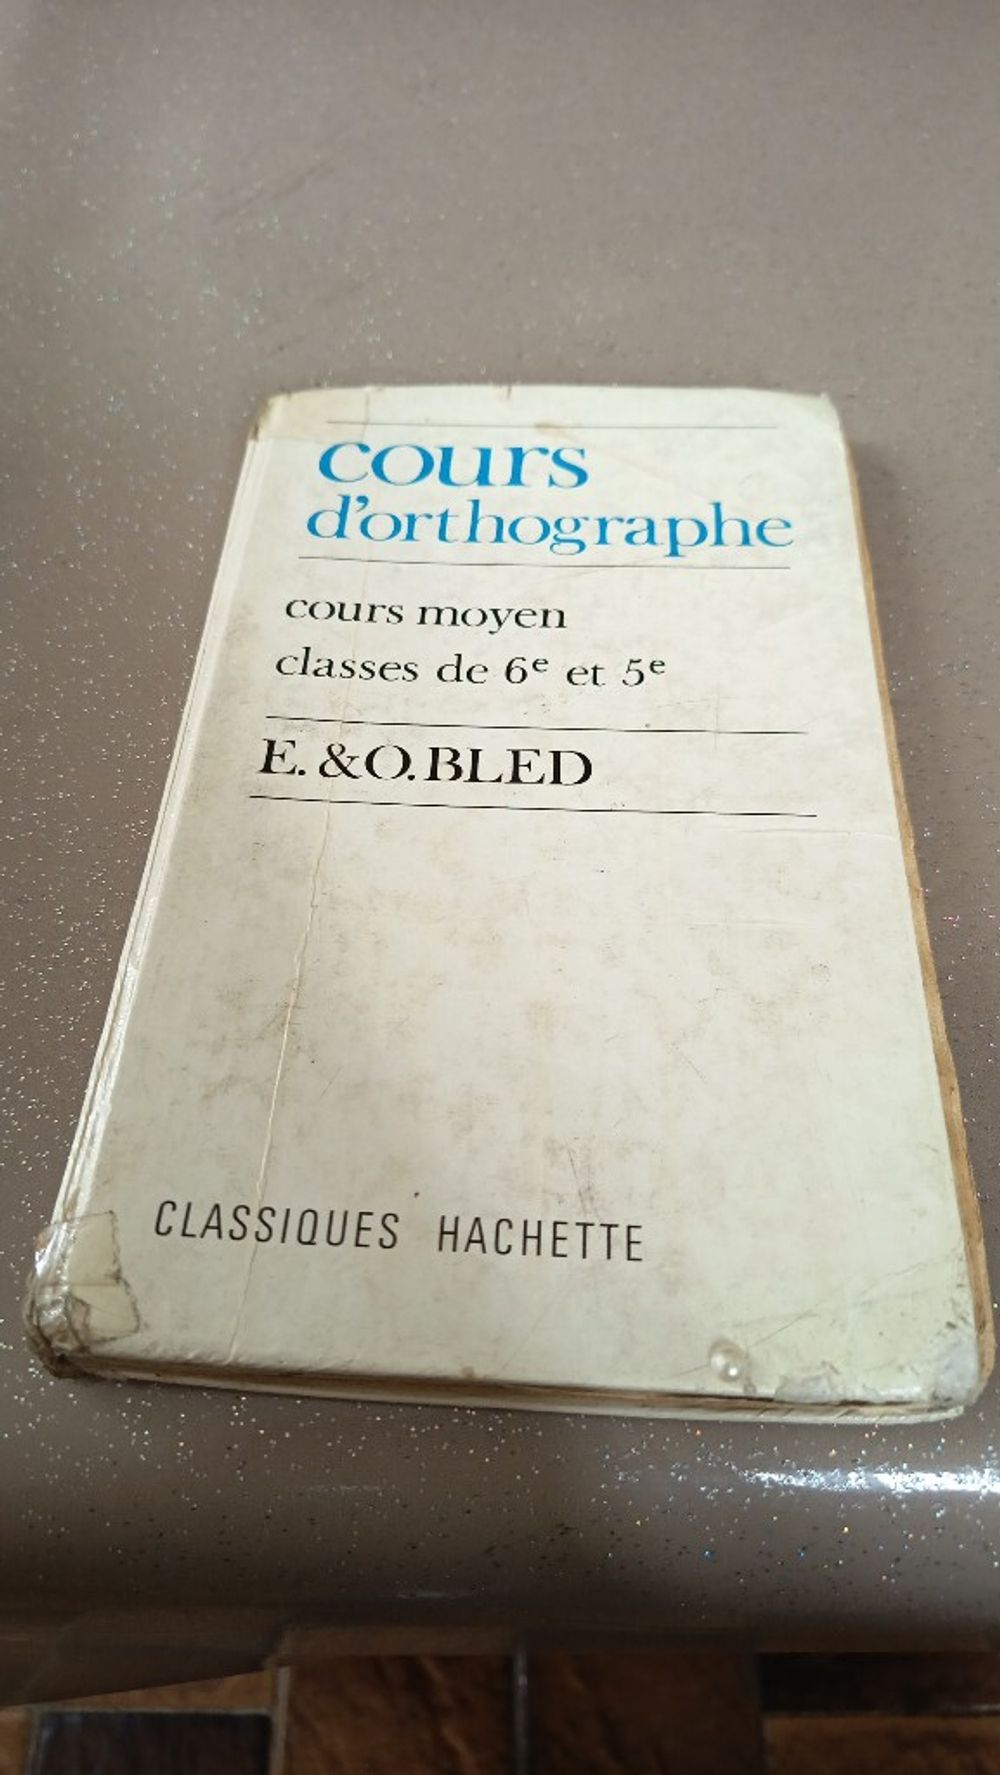 cours
d'orthographe
cours moyen
classes de 6e et 5e
E. & O. BLED
CLASSIQUES HACHETTE